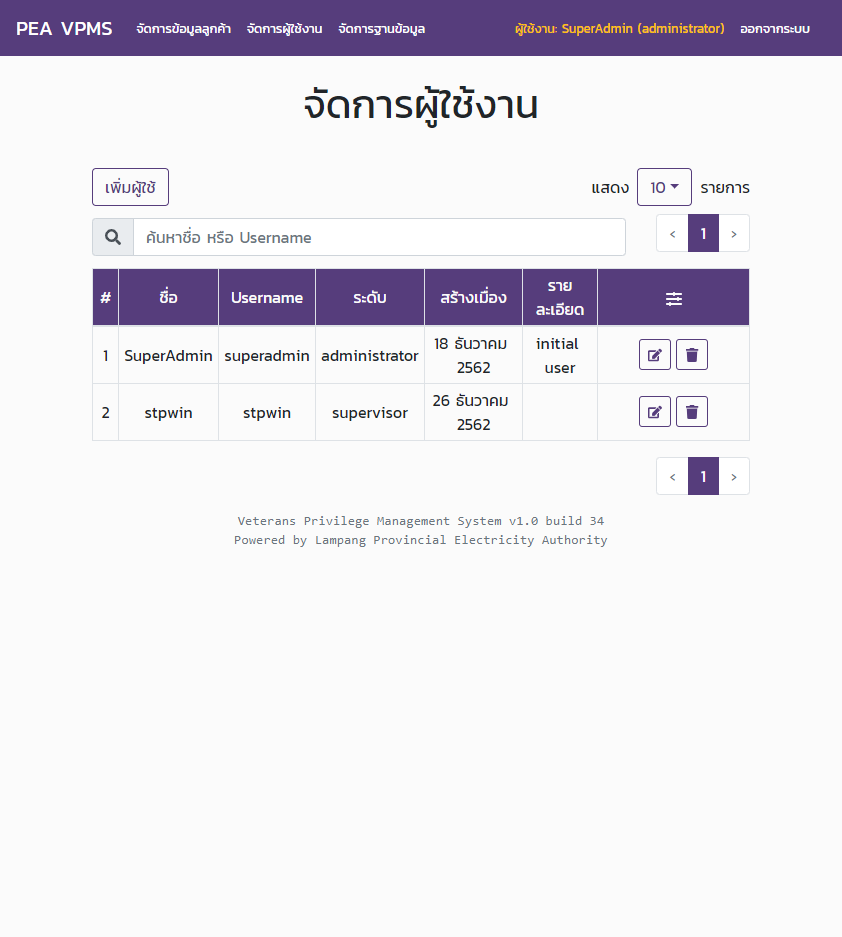 PEA VPMS จัดการข้อมูลลูกค้า จัดการผู้ใช้งาน จัดการฐานข้อมูล ผู้ใช้งาน: SuperAdmin (administrator) ออกจากระบบ
จัดการผู้ใช้งาน
เพิ่มผู้ใช้ แสดง 10 รายการ
ค้นหาชื่อ หรือ Username < 1 >
# ชื่อ Username ระดับ สร้างเมื่อง ราย
ละเอียด
1 SuperAdmin superadmin administrator 18 ธันวาคม initial
2562 user
2 stpwin stpwin supervisor 26 ธันวาคม
2562
< 1 >
Veterans Privilege Management System v1.0 build 34
Powered by Lampang Provincial Electricity Authority